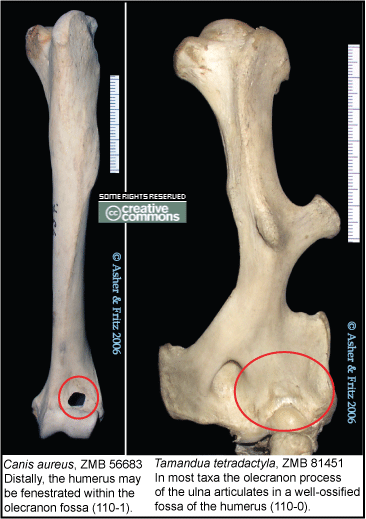 SOME RIGHTS RESERVED
cc creative
commons
© Asher & Fritz 2006
© Asher & Fritz 2006
Canis aureus, ZMB 56683
Distally, the humerus may
be fenestrated within the
olecranon fossa (110-1).
Tamandua tetradactyla, ZMB 81451
In most taxa the olecranon process
of the ulna articulates in a well-ossified
fossa of the humerus (110-0).